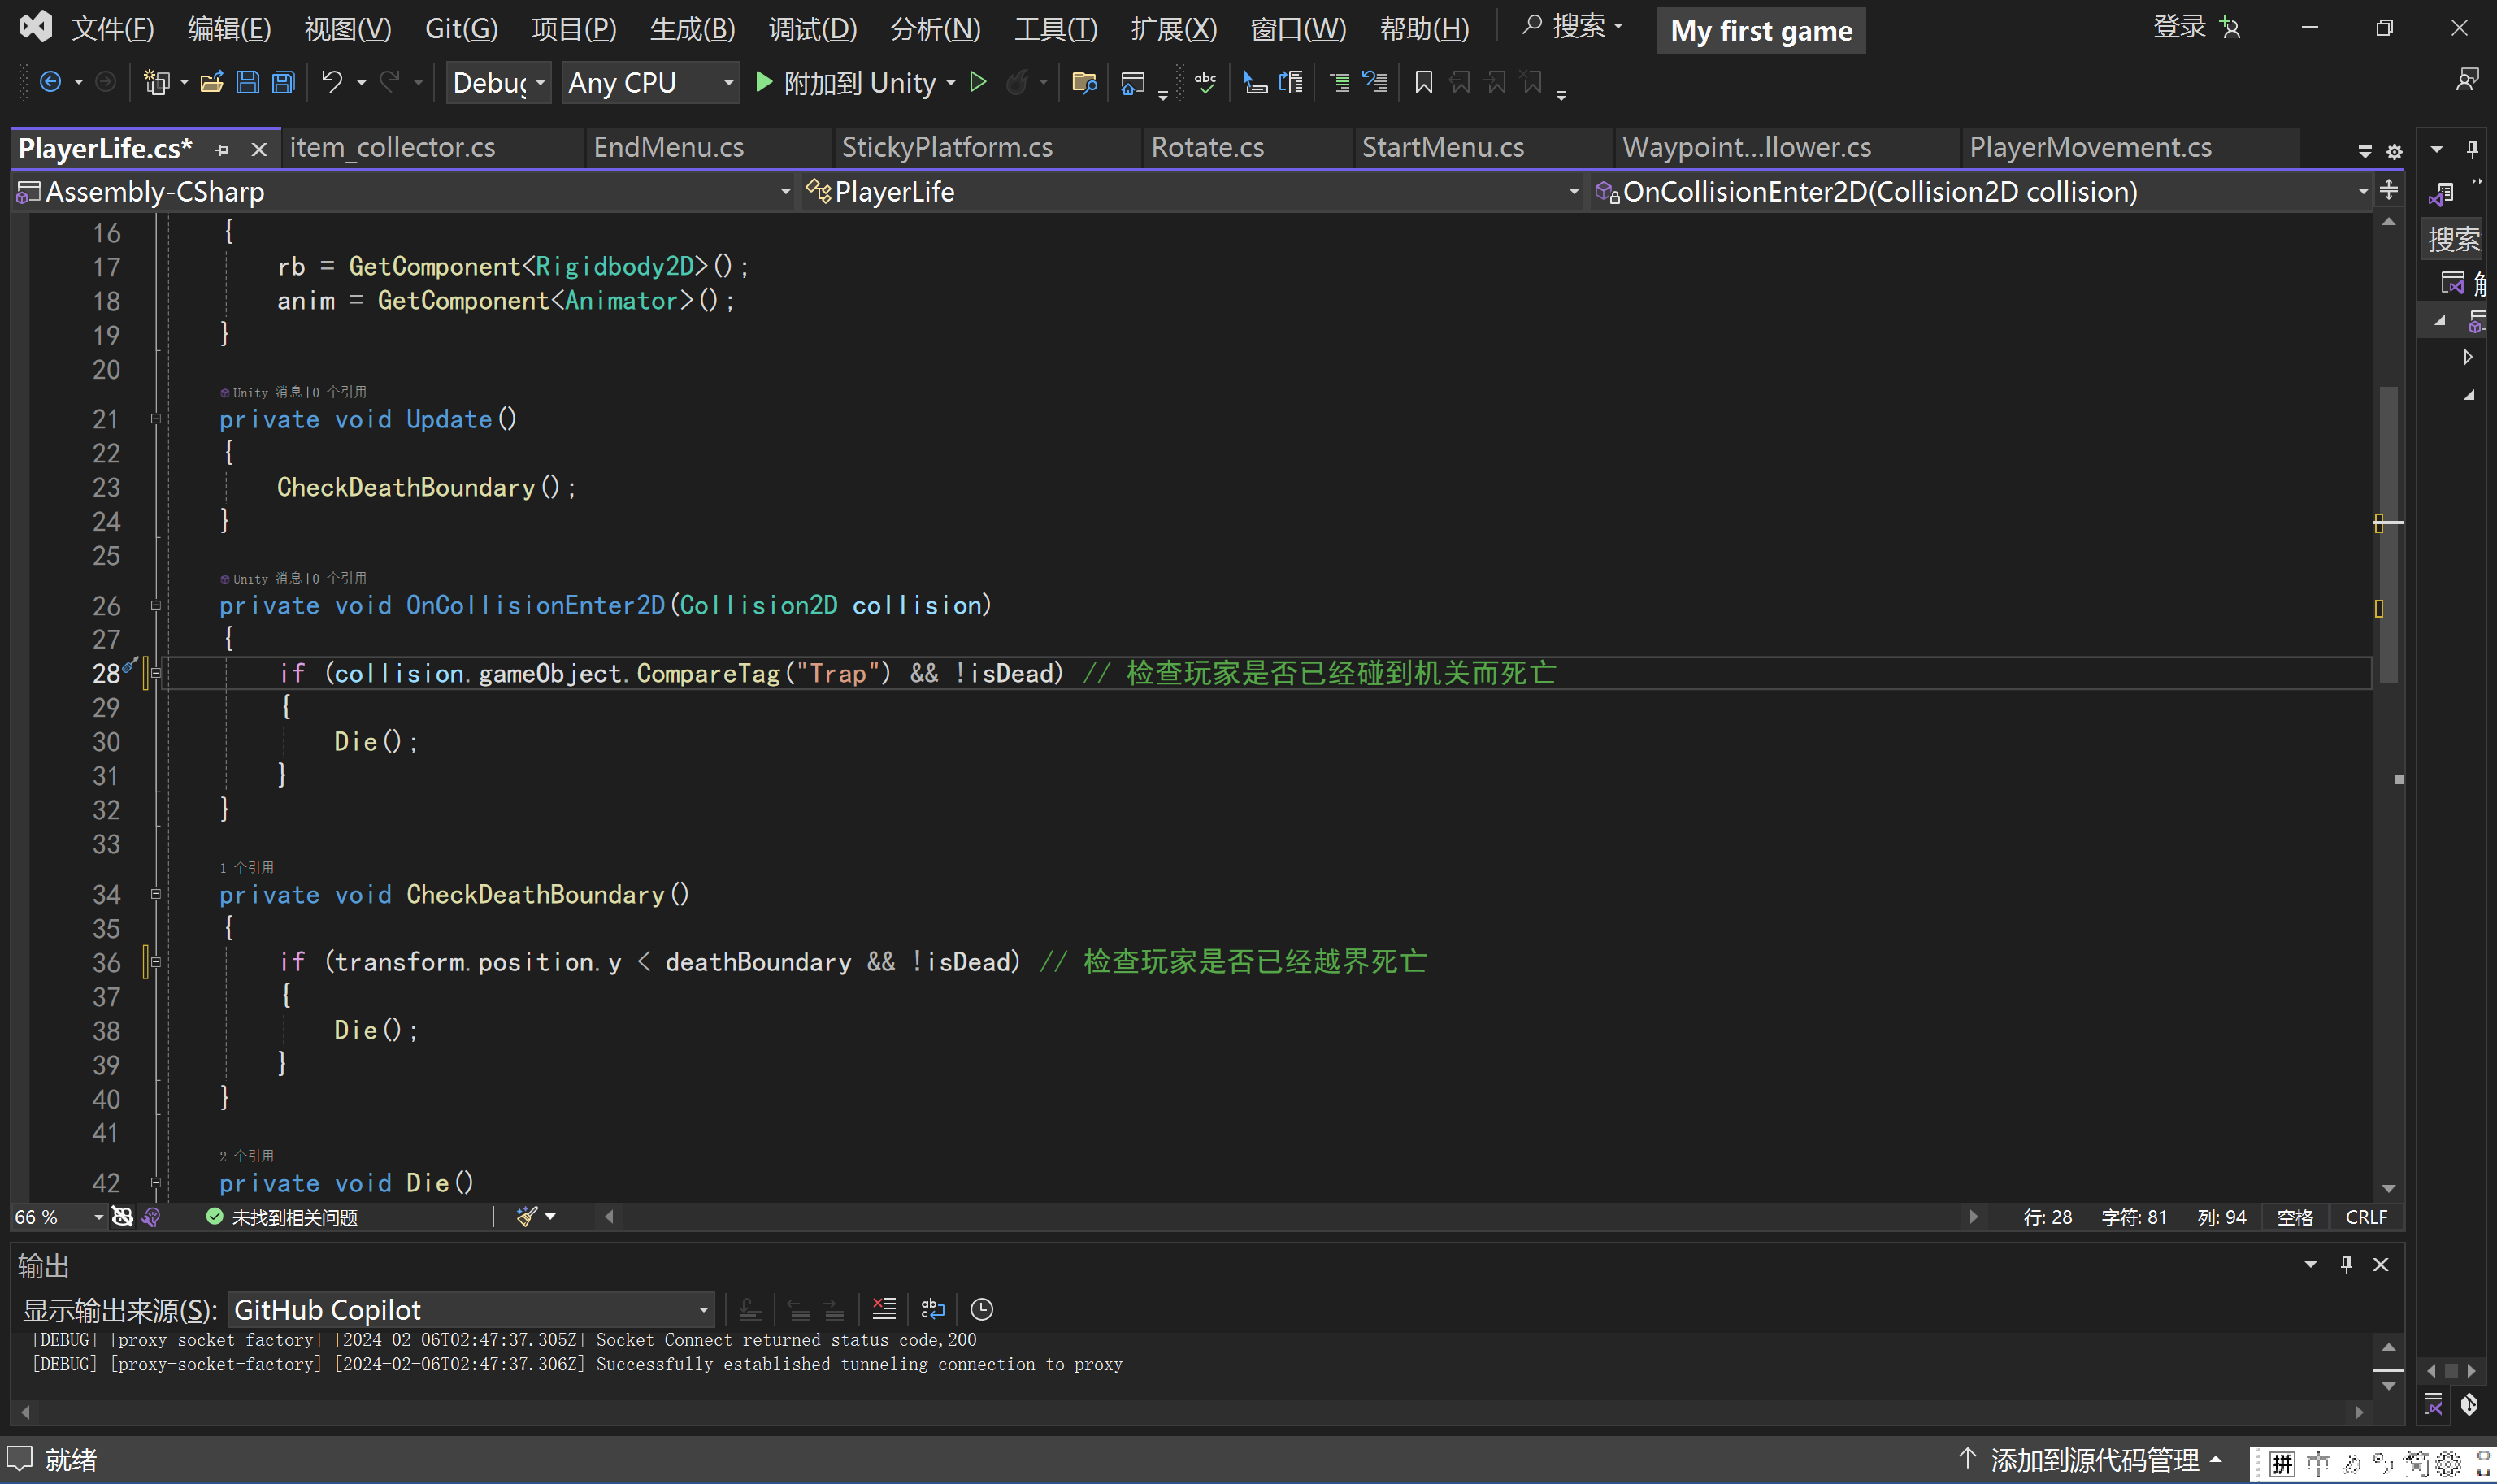 文件(F) 编辑(E) 视图(V) Git(G) 项目(P) 生成(B) 调试(D) 分析(N) 工具(T) 扩展(X) 窗口(W) 帮助(H) 搜索 My first game 登录
Debug Any CPU 附加到 Unity
PlayerLife.cs* item_collector.cs EndMenu.cs StickyPlatform.cs Rotate.cs StartMenu.cs Waypoint...llower.cs PlayerMovement.cs
Assembly-CSharp PlayerLife OnCollisionEnter2D(Collision2D collision)
搜索
16 {
17 rb = GetComponent<Rigidbody2D>();
18 anim = GetComponent<Animator>();
19 }
20
Unity 消息|0 个引用
21 private void Update()
22 {
23 CheckDeathBoundary();
24 }
25
Unity 消息|0 个引用
26 private void OnCollisionEnter2D(Collision2D collision)
27 {
28 if (collision.gameObject.CompareTag("Trap") && !isDead) // 检查玩家是否已经碰到机关而死亡
29 {
30 Die();
31 }
32 }
33
1 个引用
34 private void CheckDeathBoundary()
35 {
36 if (transform.position.y < deathBoundary && !isDead) // 检查玩家是否已经越界死亡
37 {
38 Die();
39 }
40 }
41
2 个引用
42 private void Die()
66 % 未找到相关问题 行: 28 字符: 81 列: 94 空格 CRLF
输出
显示输出来源(S): GitHub Copilot
[DEBUG] [proxy-socket-factory] [2024-02-06T02:47:37.305Z] Socket Connect returned status code,200
[DEBUG] [proxy-socket-factory] [2024-02-06T02:47:37.306Z] Successfully established tunneling connection to proxy
就绪 添加到源代码管理 拼 中